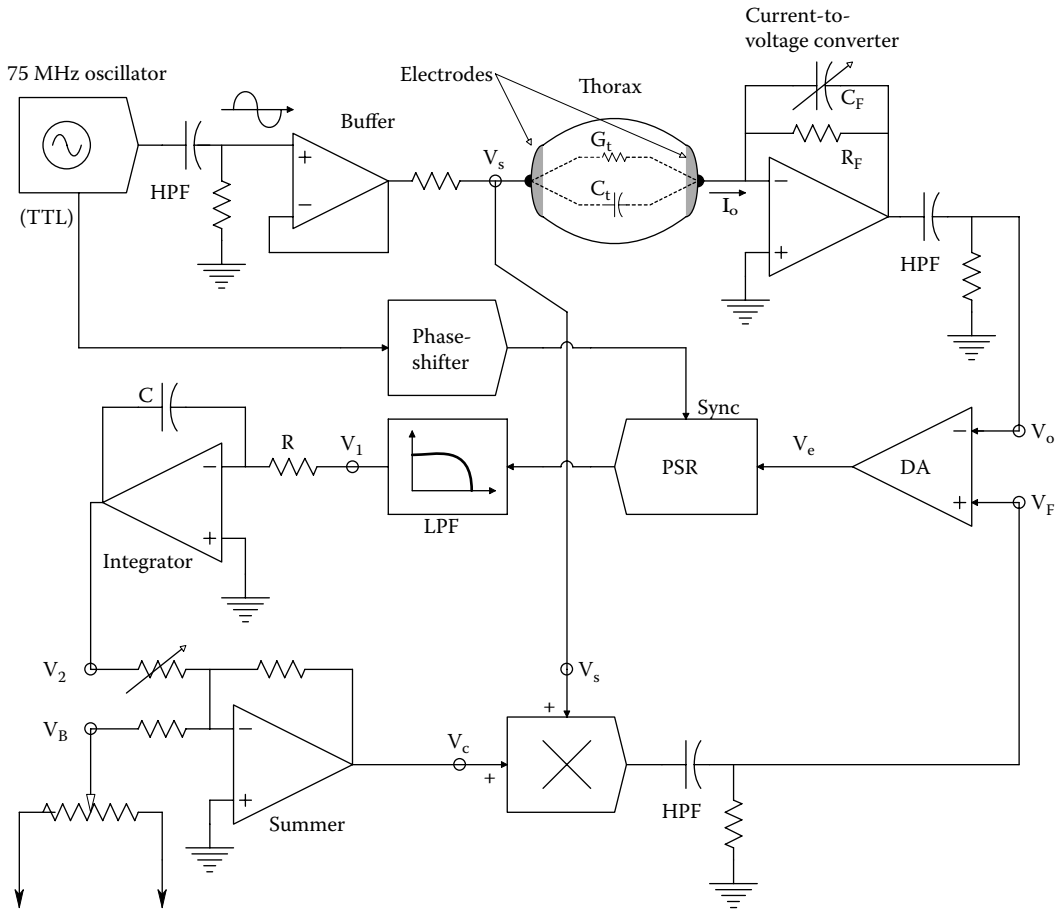 Current-to-
voltage converter
75 MHz oscillator
Electrodes
Thorax
C_F
Buffer
G_t
R_F
V_s
+
−
HPF
C_t
−
I_o
(TTL)
+
HPF
Phase-
shifter
C
Sync
R
V_1
−
V_e
−
V_o
PSR
DA
+
V_F
+
LPF
Integrator
V_2
V_s
+
V_B
−
V_c
+
+
HPF
Summer